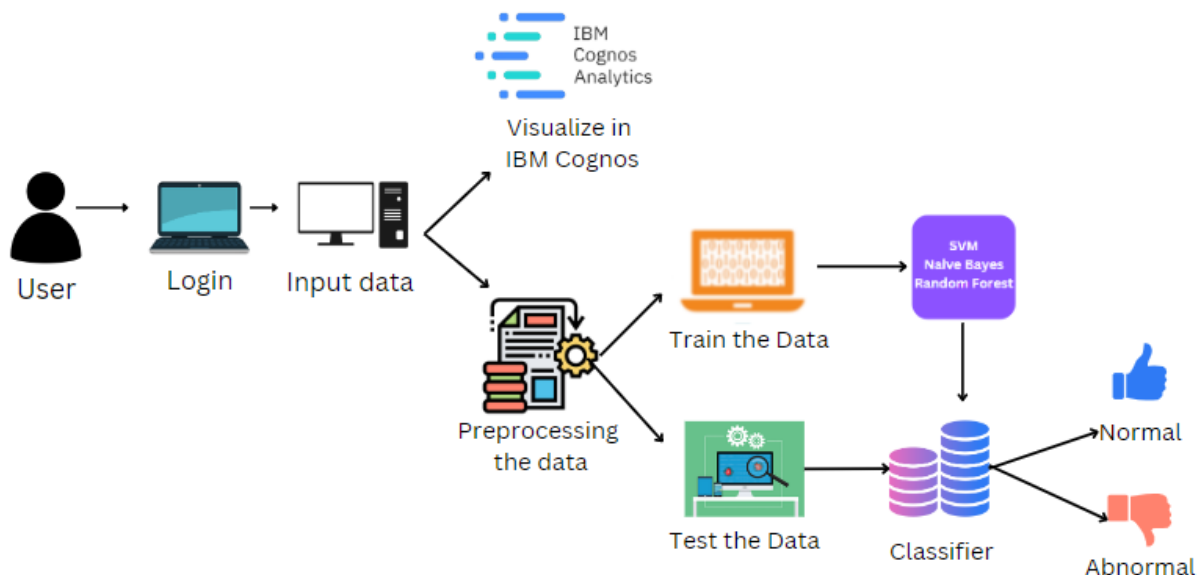 IBM
Cognos
Analytics
Visualize in
IBM Cognos
User
Login
Input data
Preprocessing
the data
Train the Data
SVM
Naive Bayes
Random Forest
Test the Data
Classifier
Normal
Abnormal